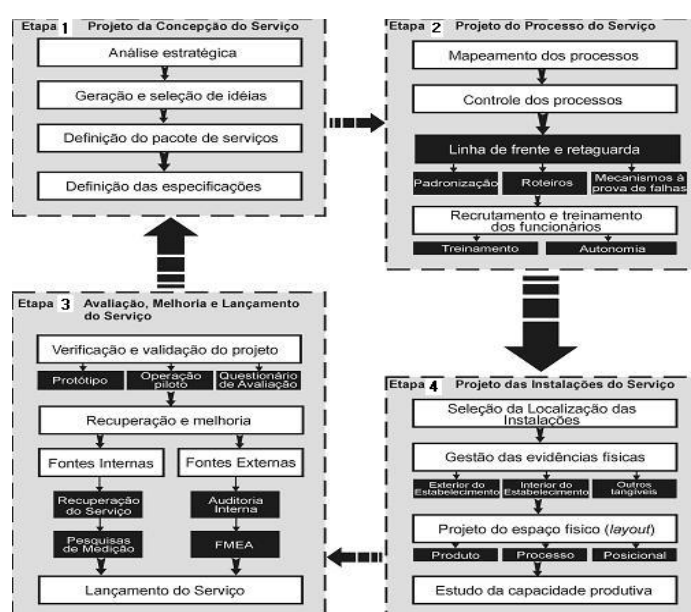 Etapa 1 Projeto da Concepção do Serviço
Análise estratégica
Geração e seleção de idéias
Definição do pacote de serviços
Definição das especificações
Etapa 2 Projeto do Processo do Serviço
Mapeamento dos processos
Controle dos processos
Linha de frente e retaguarda
Padronização
Roteiros
Mecanismos à
prova de falhas
Recrutamento e treinamento
dos funcionários
Treinamento
Autonomia
Etapa 3 Avaliação, Melhoria e Lançamento
do Serviço
Verificação e validação do projeto
Protótipo
Operação
piloto
Questionário
de Avaliação
Recuperação e melhoria
Fontes Internas
Fontes Externas
Recuperação
do Serviço
Auditoria
Interna
Pesquisas
de Medição
FMEA
Lançamento do Serviço
Etapa 4 Projeto das Instalações do Serviço
Seleção da Localização das
Instalações
Gestão das evidências físicas
Exterior do
Estabelecimento
Interior do
Estabelecimento
Outros
tangíveis
Projeto do espaço físico (layout)
Produto
Processo
Posicional
Estudo da capacidade produtiva